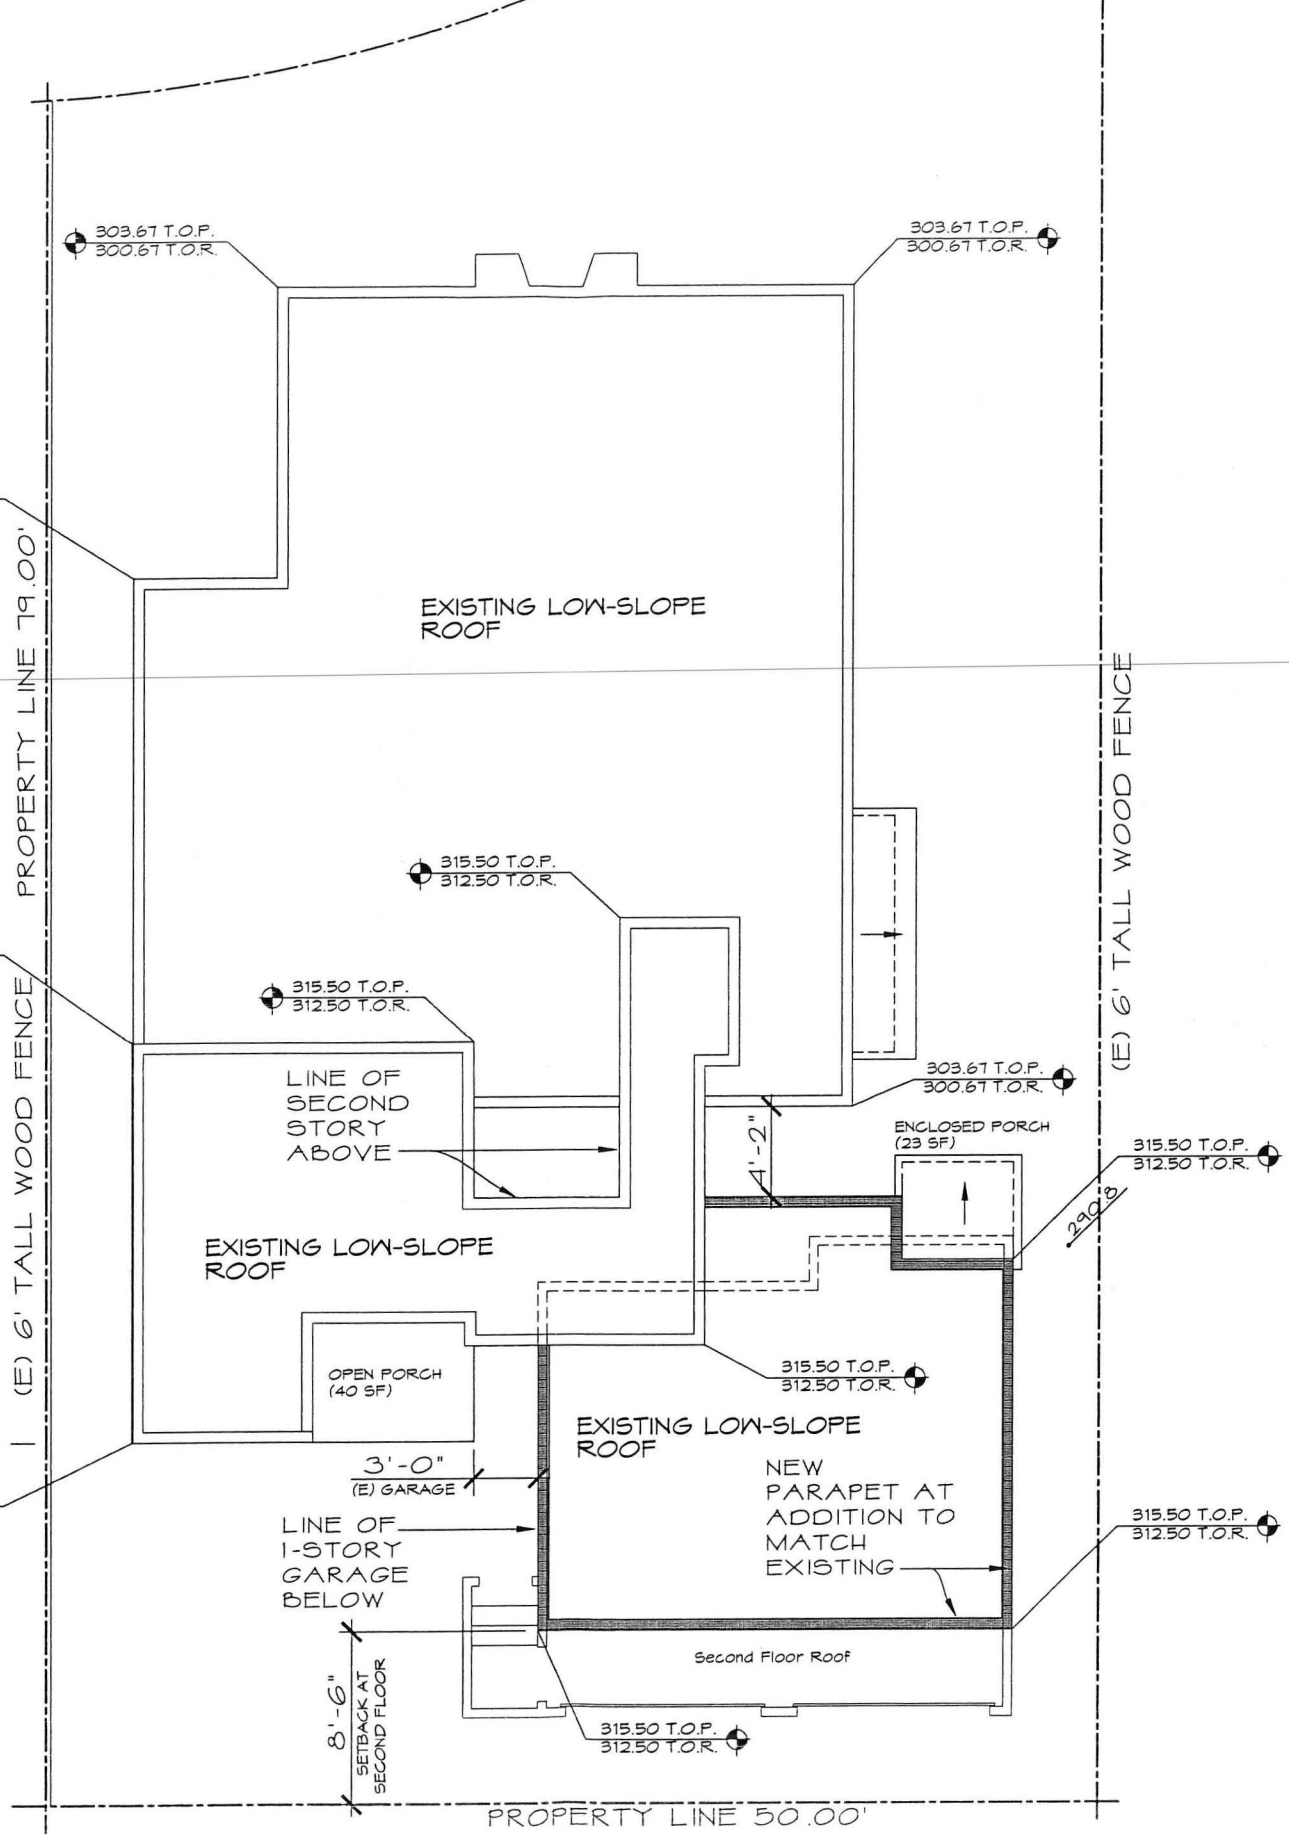 303.67 T.O.P.
300.67 T.O.R.
303.67 T.O.P.
300.67 T.O.R.
PROPERTY LINE 79.00'
EXISTING LOW-SLOPE
ROOF
(E) 6' TALL WOOD FENCE
315.50 T.O.P.
312.50 T.O.R.
315.50 T.O.P.
312.50 T.O.R.
(E) 6' TALL WOOD FENCE
LINE OF
SECOND
STORY
ABOVE
303.67 T.O.P.
300.67 T.O.R.
4'-2"
ENCLOSED PORCH
(23 SF)
315.50 T.O.P.
312.50 T.O.R.
290.8
EXISTING LOW-SLOPE
ROOF
OPEN PORCH
(40 SF)
315.50 T.O.P.
312.50 T.O.R.
EXISTING LOW-SLOPE
ROOF
3'-0"
(E) GARAGE
NEW
PARAPET AT
ADDITION TO
MATCH
EXISTING
LINE OF
1-STORY
GARAGE
BELOW
315.50 T.O.P.
312.50 T.O.R.
Second Floor Roof
8'-6"
SETBACK AT
SECOND FLOOR
315.50 T.O.P.
312.50 T.O.R.
PROPERTY LINE 50.00'